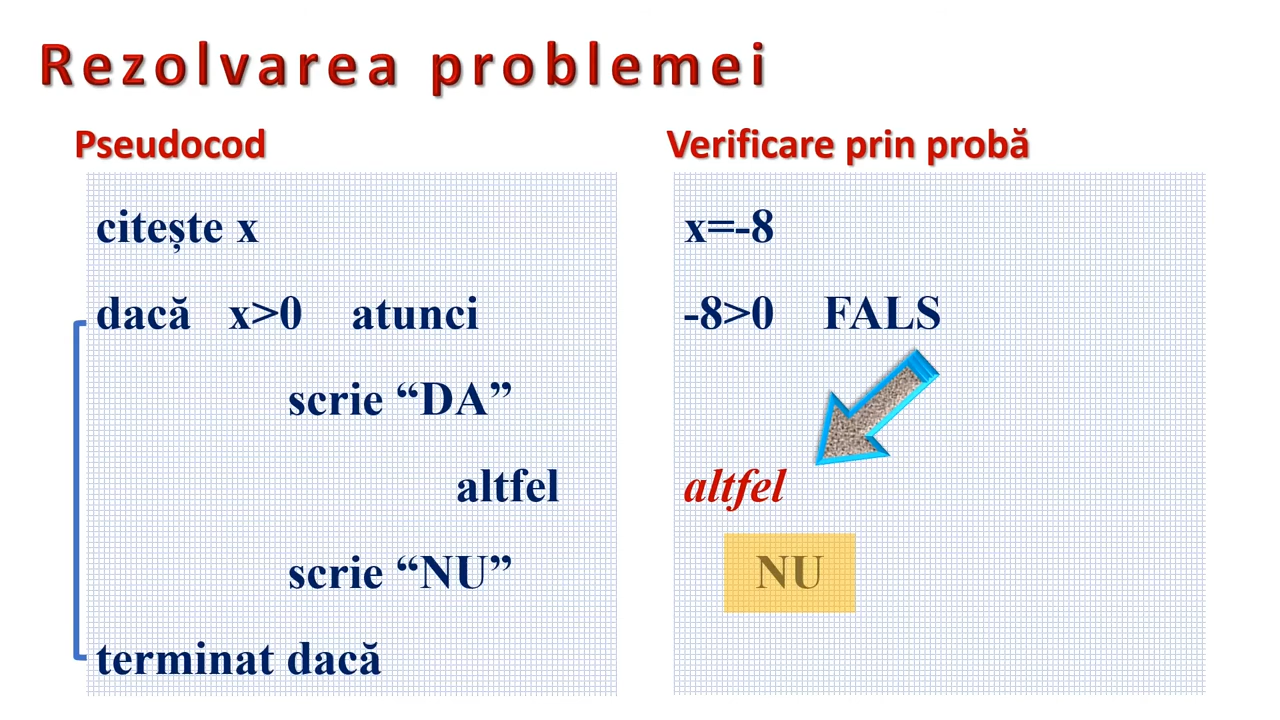 Rezolvarea problemei
Pseudocod
citește x
dacă x>0 atunci
scrie “DA”
altfel
scrie “NU”
terminat dacă
Verificare prin probă
x=-8
-8>0 FALS
altfel
NU